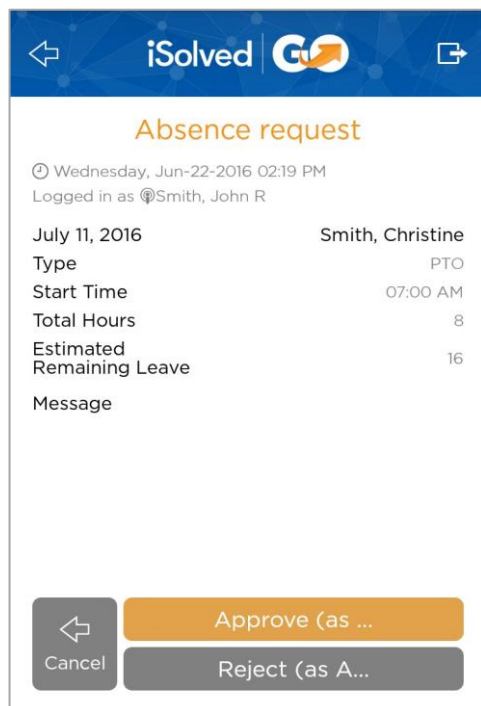 iSolved GO
Absence request
Wednesday, Jun-22-2016 02:19 PM
Logged in as Smith, John R
July 11, 2016 Smith, Christine
Type PTO
Start Time 07:00 AM
Total Hours 8
Estimated
Remaining Leave 16
Message
Approve (as ...
Cancel
Reject (as A...